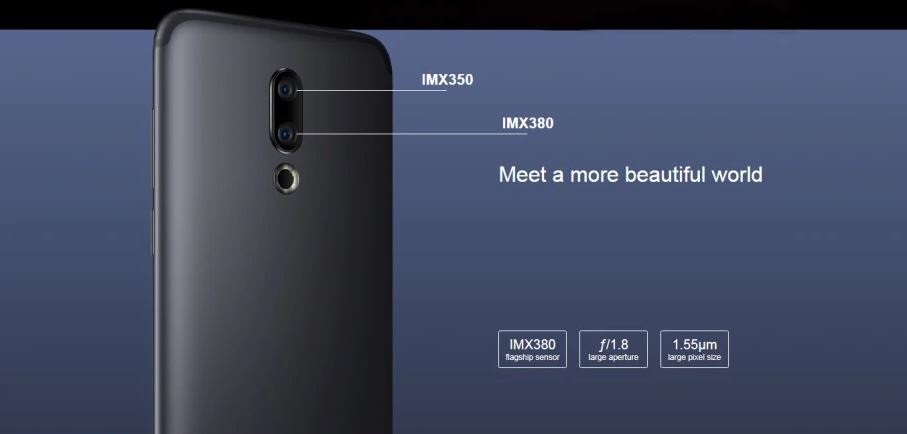 IMX350
IMX380
Meet a more beautiful world
IMX380
flagship sensor
ƒ/1.8
large aperture
1.55μm
large pixel size